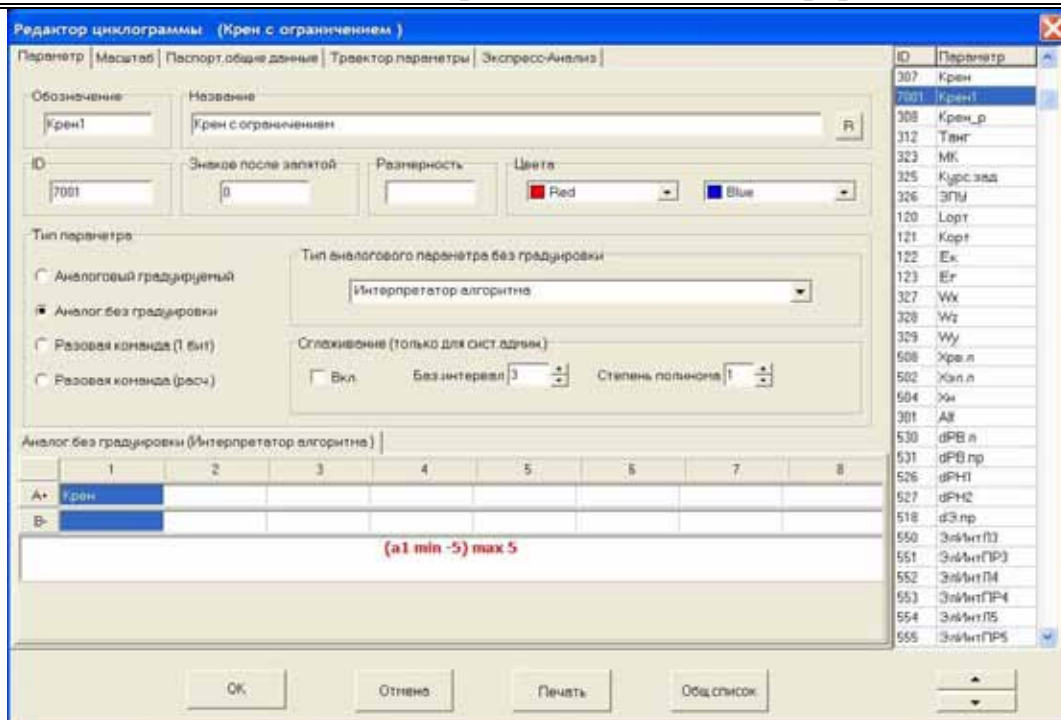 Редактор циклограммы (Крен с ограничением )
Параметр Масштаб Паспорт.общие данные Траектор.параметры Экспресс-Анализ
Обозначение Название
Крен1 Крен с ограничением R
ID Знаков после запятой Размерность Цвета
7001 0 Red Blue
Тип параметра
Тип аналогового параметра без градуировки
Аналоговый градуируемый
Интерпретатор алгоритма
Аналог.без градуировки
Разовая команда (1 бит)
Сглаживание (только для сист.админ.)
Вкл. Баз.интервал 3 Степень полинома 1
Разовая команда (расч.)
Аналог.без градуировки (Интерпретатор алгоритма )
1 2 3 4 5 6 7 8
A+ Крен
B-
(a1 min -5) max 5
OK Отмена Печать Общ.список
ID Параметр
307 Крен
7001 Крен1
308 Крен_р
312 Танг
323 МК
325 Курс.зад
326 ЗПУ
120 Lорт
121 Корт
122 Ек
123 Ег
327 Wx
328 Wz
329 Wy
508 Хрв.л
502 Хэл.л
504 Хн
301 Alf
530 dРВ.л
531 dРВ.пр
526 dРН1
527 dРН2
518 dЭ.пр
550 ЭлИнтЛ3
551 ЭлИнтПР3
552 ЭлИнтЛ4
553 ЭлИнтПР4
554 ЭлИнтЛ5
555 ЭлИнтПР5